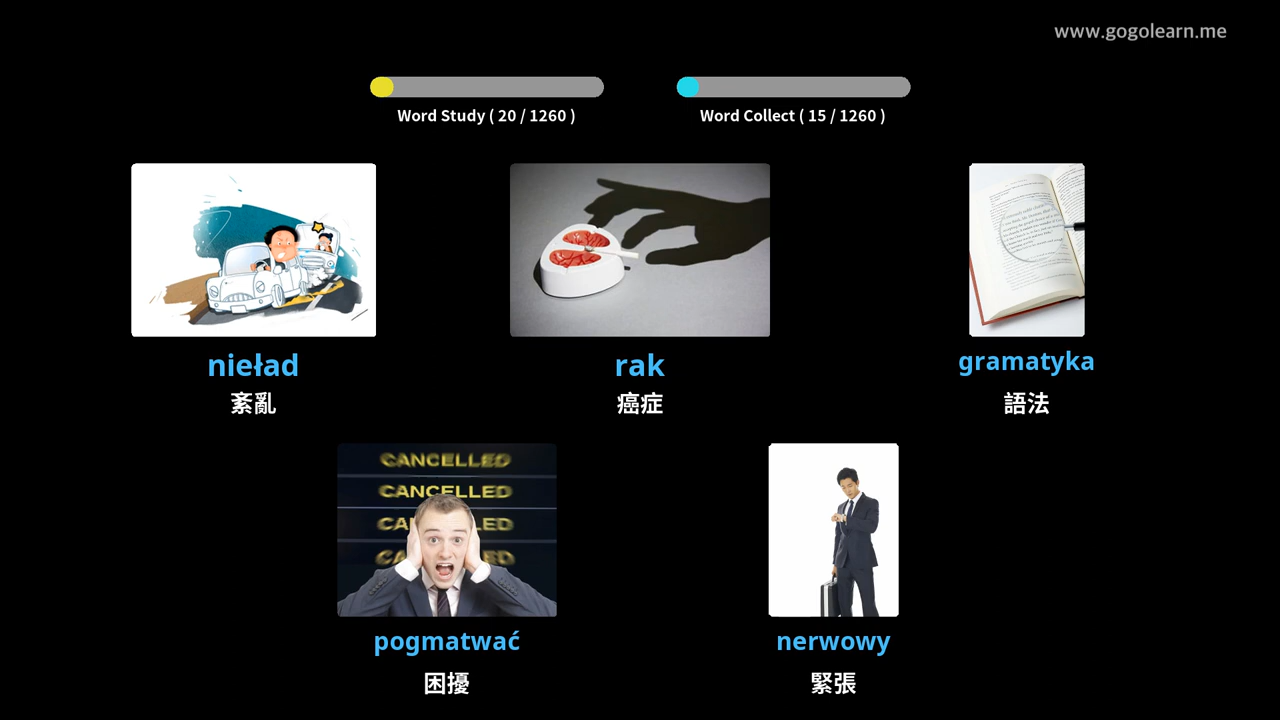 www.gogolearn.me
Word Study ( 20 / 1260 )
Word Collect ( 15 / 1260 )
nieład
紊亂
rak
癌症
gramatyka
語法
CANCELLED
CANCELLED
pogmatwać
困擾
nerwowy
緊張